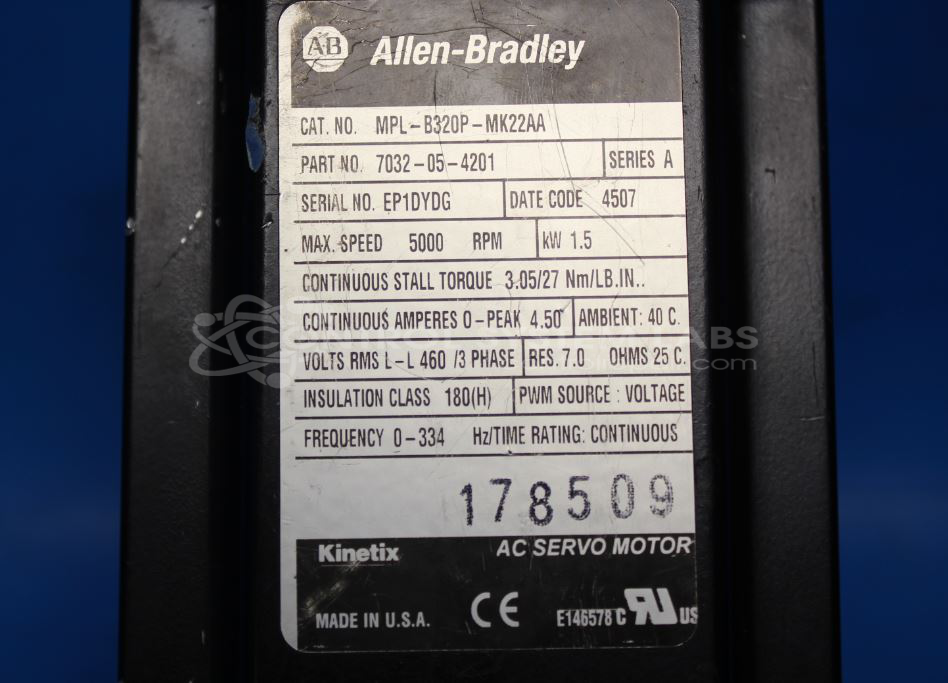 AB Allen-Bradley
CAT. NO. MPL-B320P-MK22AA
PART NO. 7032-05-4201 SERIES A
SERIAL NO. EP1DYDG DATE CODE 4507
MAX. SPEED 5000 RPM kW 1.5
CONTINUOUS STALL TORQUE 3.05/27 Nm/LB.IN..
CONTINUOUS AMPERES 0-PEAK 4.50 AMBIENT: 40 C.
VOLTS RMS L-L 460 /3 PHASE RES. 7.0 OHMS 25 C.
INSULATION CLASS 180(H) PWM SOURCE : VOLTAGE
FREQUENCY 0-334 Hz/TIME RATING: CONTINUOUS
178509
Kinetix AC SERVO MOTOR
MADE IN U.S.A. CE E146578 C RU US